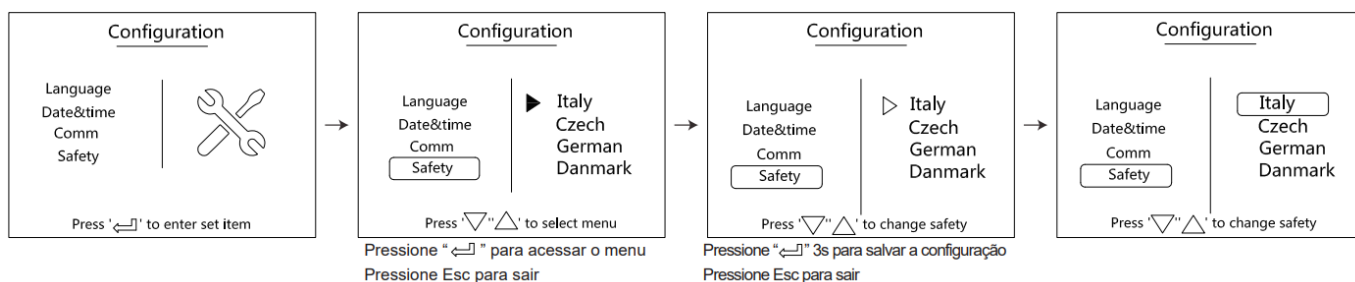 Configuration
Language
Date&time
Comm
Safety
Press '⏎' to enter set item
Configuration
Language
Date&time
Comm
Safety
▶ Italy
Czech
German
Danmark
Press '▽''△' to select menu
Pressione “⏎” para acessar o menu
Pressione Esc para sair
Configuration
Language
Date&time
Comm
Safety
▷ Italy
Czech
German
Danmark
Press '▽''△' to change safety
Pressione “⏎” 3s para salvar a configuração
Pressione Esc para sair
Configuration
Language
Date&time
Comm
Safety
Italy
Czech
German
Danmark
Press '▽''△' to change safety